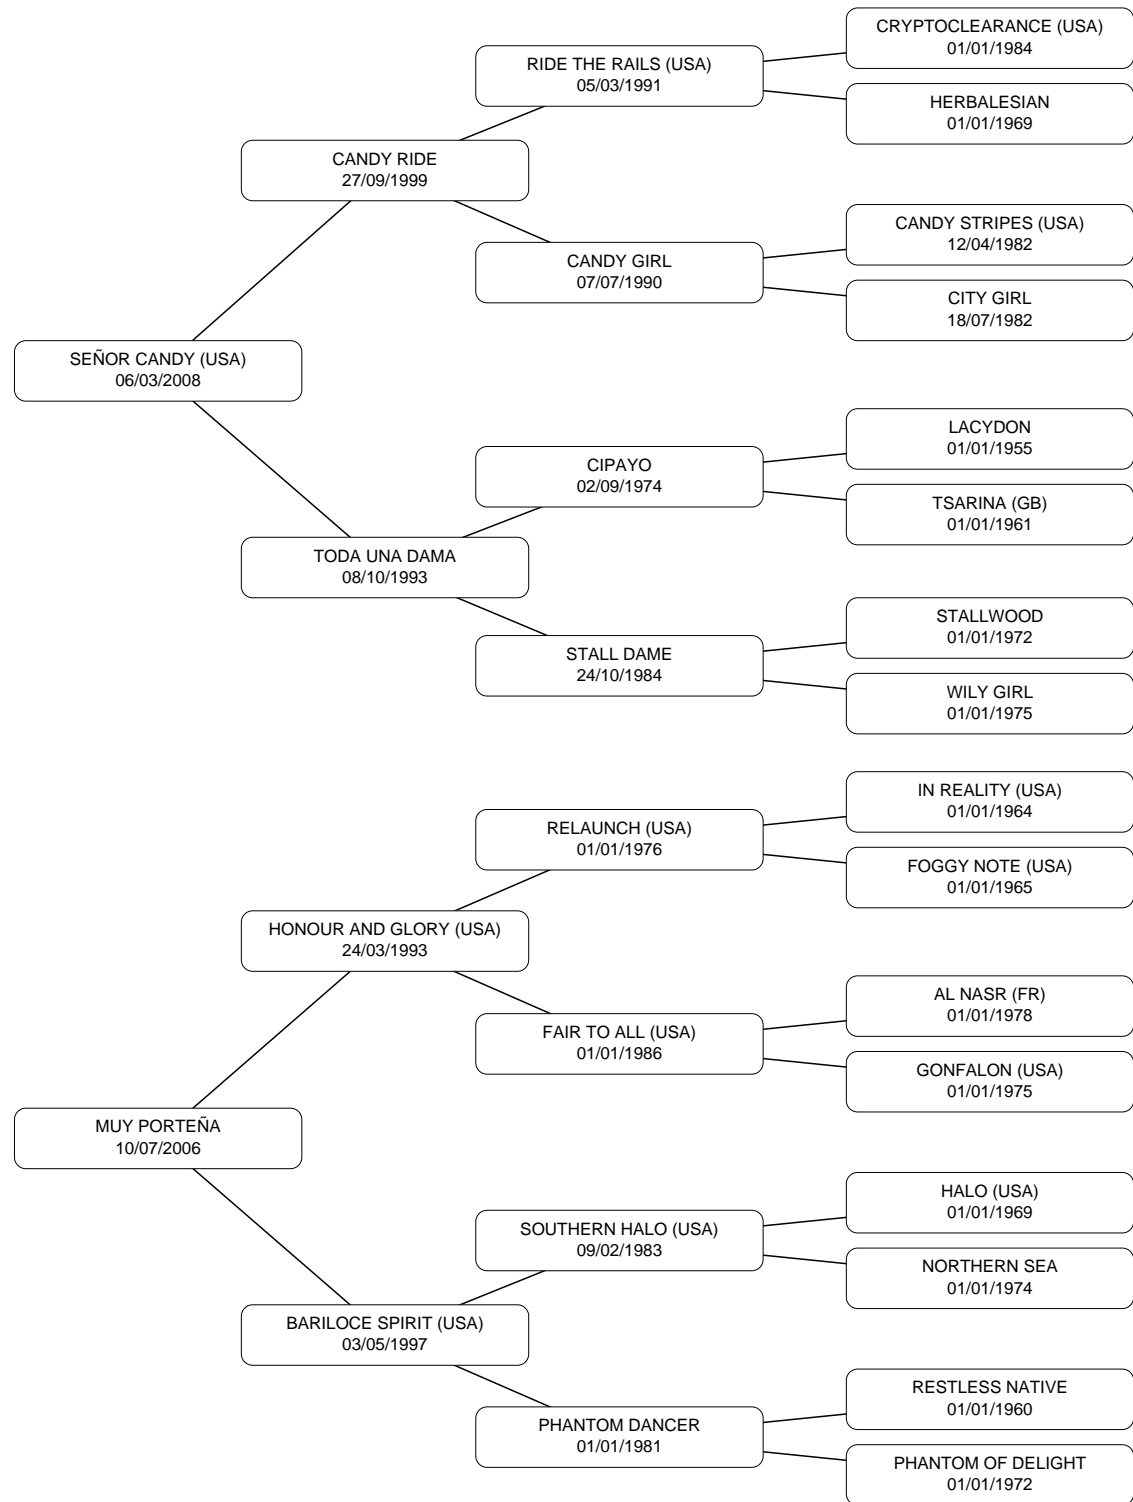 CRYPTOCLEARANCE (USA)
01/01/1984
RIDE THE RAILS (USA)
05/03/1991
HERBALESIAN
01/01/1969
CANDY RIDE
27/09/1999
CANDY STRIPES (USA)
12/04/1982
CANDY GIRL
07/07/1990
CITY GIRL
18/07/1982
SEÑOR CANDY (USA)
06/03/2008
LACYDON
01/01/1955
CIPAYO
02/09/1974
TSARINA (GB)
01/01/1961
TODA UNA DAMA
08/10/1993
STALLWOOD
01/01/1972
STALL DAME
24/10/1984
WILY GIRL
01/01/1975
IN REALITY (USA)
01/01/1964
RELAUNCH (USA)
01/01/1976
FOGGY NOTE (USA)
01/01/1965
HONOUR AND GLORY (USA)
24/03/1993
AL NASR (FR)
01/01/1978
FAIR TO ALL (USA)
01/01/1986
GONFALON (USA)
01/01/1975
MUY PORTEÑA
10/07/2006
HALO (USA)
01/01/1969
SOUTHERN HALO (USA)
09/02/1983
NORTHERN SEA
01/01/1974
BARILOCE SPIRIT (USA)
03/05/1997
RESTLESS NATIVE
01/01/1960
PHANTOM DANCER
01/01/1981
PHANTOM OF DELIGHT
01/01/1972